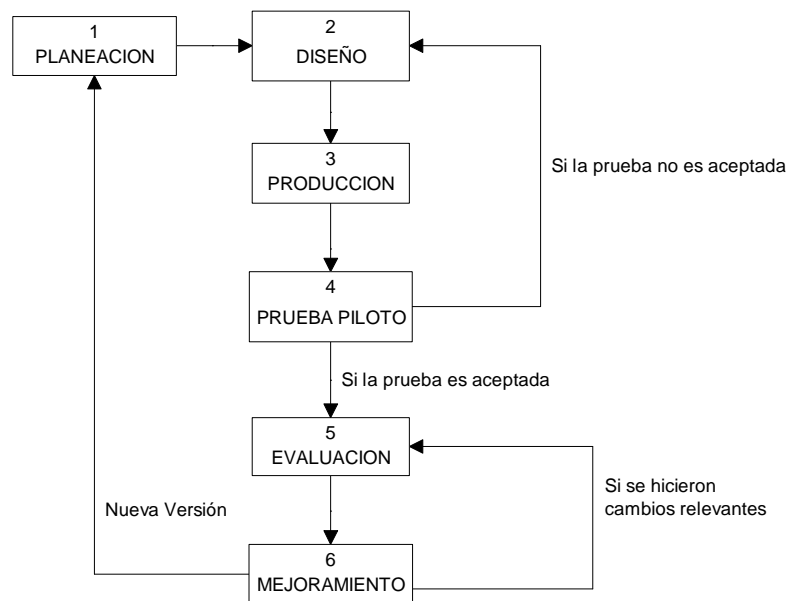 1
PLANEACION
2
DISEÑO
3
PRODUCCION
Si la prueba no es aceptada
4
PRUEBA PILOTO
Si la prueba es aceptada
5
EVALUACION
Si se hicieron
cambios relevantes
Nueva Versión
6
MEJORAMIENTO